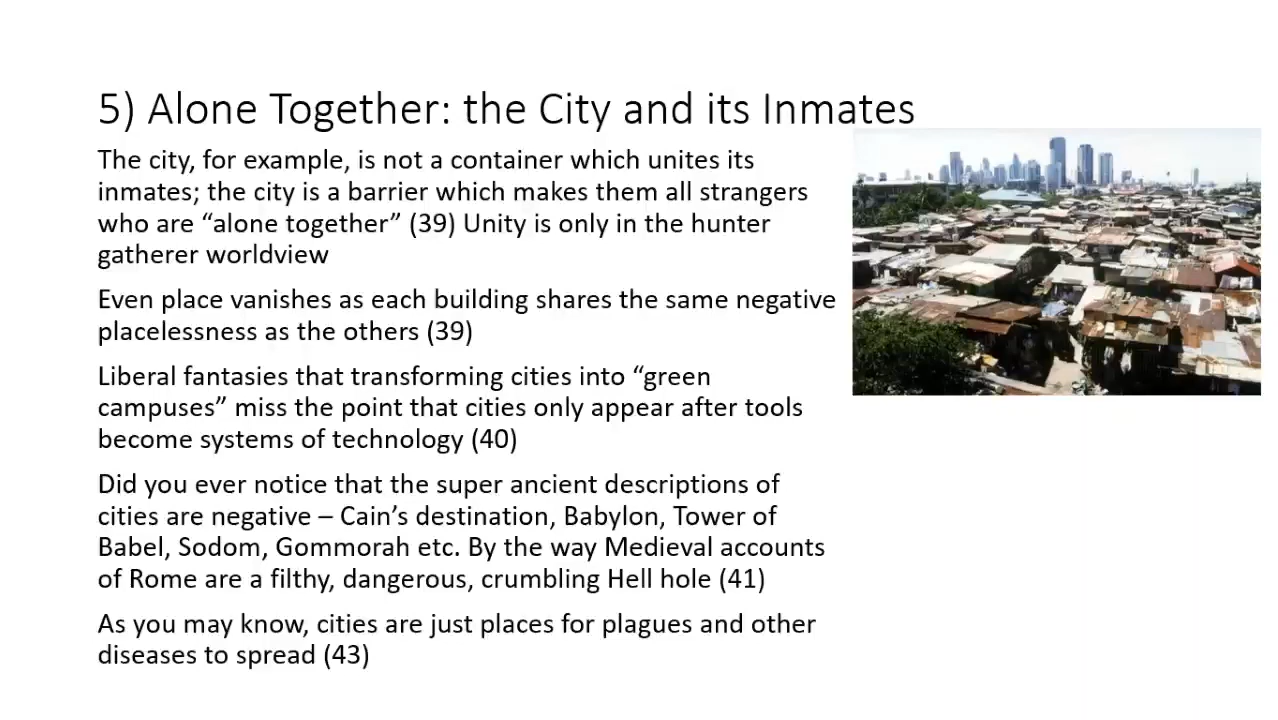 5) Alone Together: the City and its Inmates
The city, for example, is not a container which unites its
inmates; the city is a barrier which makes them all strangers
who are “alone together” (39) Unity is only in the hunter
gatherer worldview
Even place vanishes as each building shares the same negative
placelessness as the others (39)
Liberal fantasies that transforming cities into “green
campuses” miss the point that cities only appear after tools
become systems of technology (40)
Did you ever notice that the super ancient descriptions of
cities are negative – Cain’s destination, Babylon, Tower of
Babel, Sodom, Gommorah etc. By the way Medieval accounts
of Rome are a filthy, dangerous, crumbling Hell hole (41)
As you may know, cities are just places for plagues and other
diseases to spread (43)